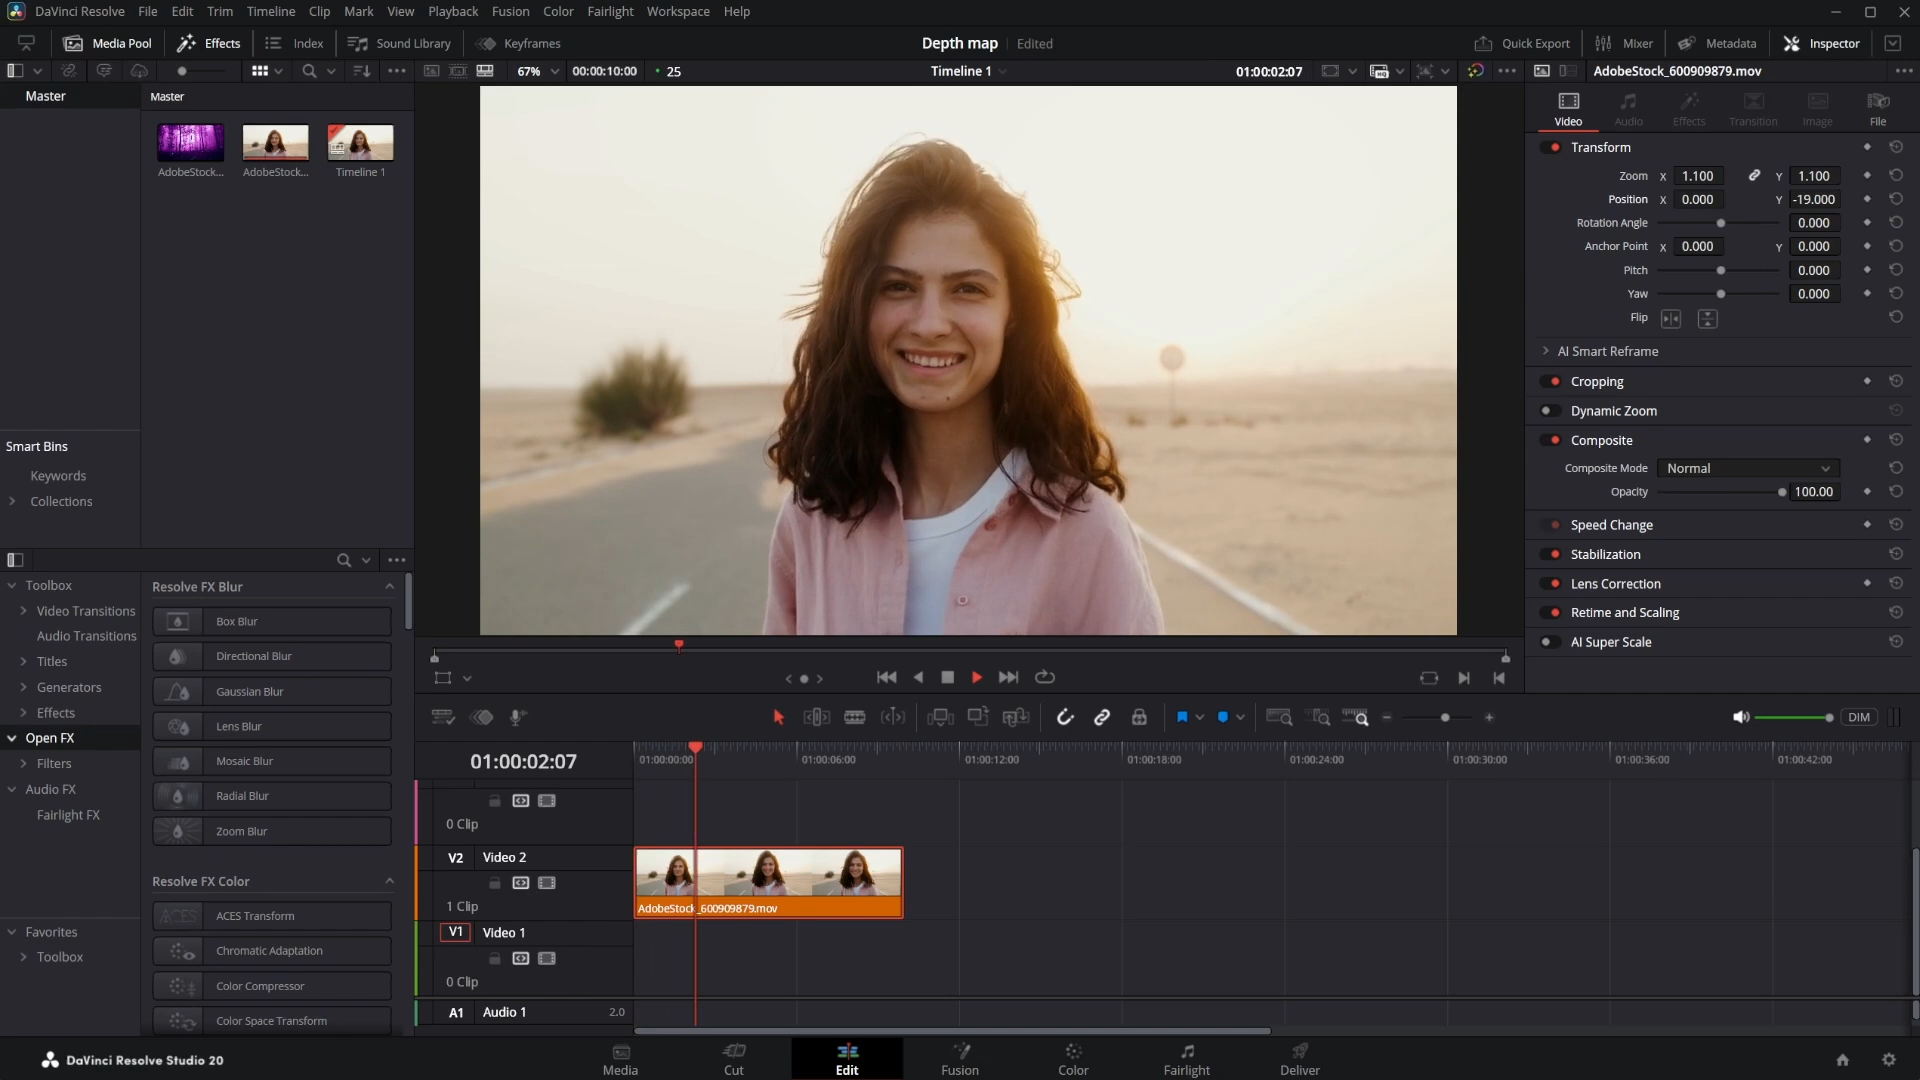 DaVinci Resolve File Edit Trim Timeline Clip Mark View Playback Fusion Color Fairlight Workspace Help
Media Pool Effects Index Sound Library Keyframes Depth map Edited Quick Export Mixer Metadata Inspector
67% 00:00:10:00 25 Timeline 1 01:00:02:07 AdobeStock_600909879.mov
Master
Master
AdobeStock... AdobeStock... Timeline 1
Smart Bins
Keywords
Collections
Toolbox
Video Transitions
Audio Transitions
Titles
Generators
Effects
Open FX
Filters
Audio FX
Fairlight FX
Favorites
Toolbox
Resolve FX Blur
Box Blur
Directional Blur
Gaussian Blur
Lens Blur
Mosaic Blur
Radial Blur
Zoom Blur
Resolve FX Color
ACES Transform
Chromatic Adaptation
Color Compressor
Color Space Transform
Video Audio Effects Transition Image File
Transform
Zoom X 1.100 Y 1.100
Position X 0.000 Y -19.000
Rotation Angle 0.000
Anchor Point X 0.000 Y 0.000
Pitch 0.000
Yaw 0.000
Flip
AI Smart Reframe
Cropping
Dynamic Zoom
Composite
Composite Mode Normal
Opacity 100.00
Speed Change
Stabilization
Lens Correction
Retime and Scaling
AI Super Scale
DIM
01:00:02:07 01:00:00:00 01:00:06:00 01:00:12:00 01:00:18:00 01:00:24:00 01:00:30:00 01:00:36:00 01:00:42:00
0 Clip
V2 Video 2
1 Clip
AdobeStock_600909879.mov
V1 Video 1
0 Clip
A1 Audio 1 2.0
DaVinci Resolve Studio 20
Media Cut Edit Fusion Color Fairlight Deliver